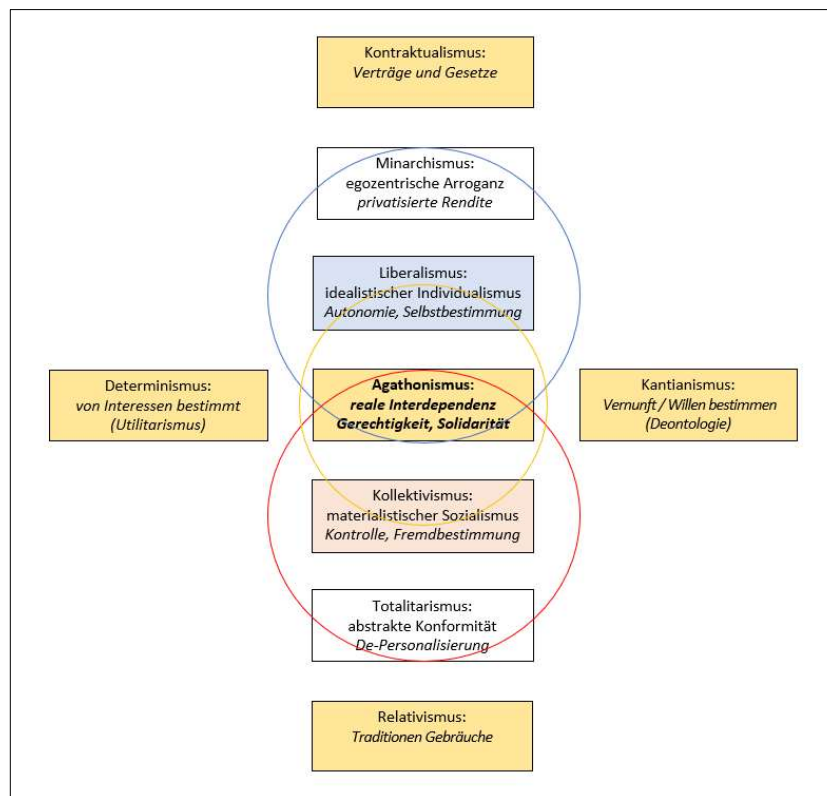 Kontraktualismus:
Verträge und Gesetze
Minarchismus:
egozentrische Arroganz
privatisierte Rendite
Liberalismus:
idealistischer Individualismus
Autonomie, Selbstbestimmung
Determinismus:
von Interessen bestimmt
(Utilitarismus)
Agathonismus:
reale Interdependenz
Gerechtigkeit, Solidarität
Kantianismus:
Vernunft / Willen bestimmen
(Deontologie)
Kollektivismus:
materialistischer Sozialismus
Kontrolle, Fremdbestimmung
Totalitarismus:
abstrakte Konformität
De-Personalisierung
Relativismus:
Traditionen Gebräuche